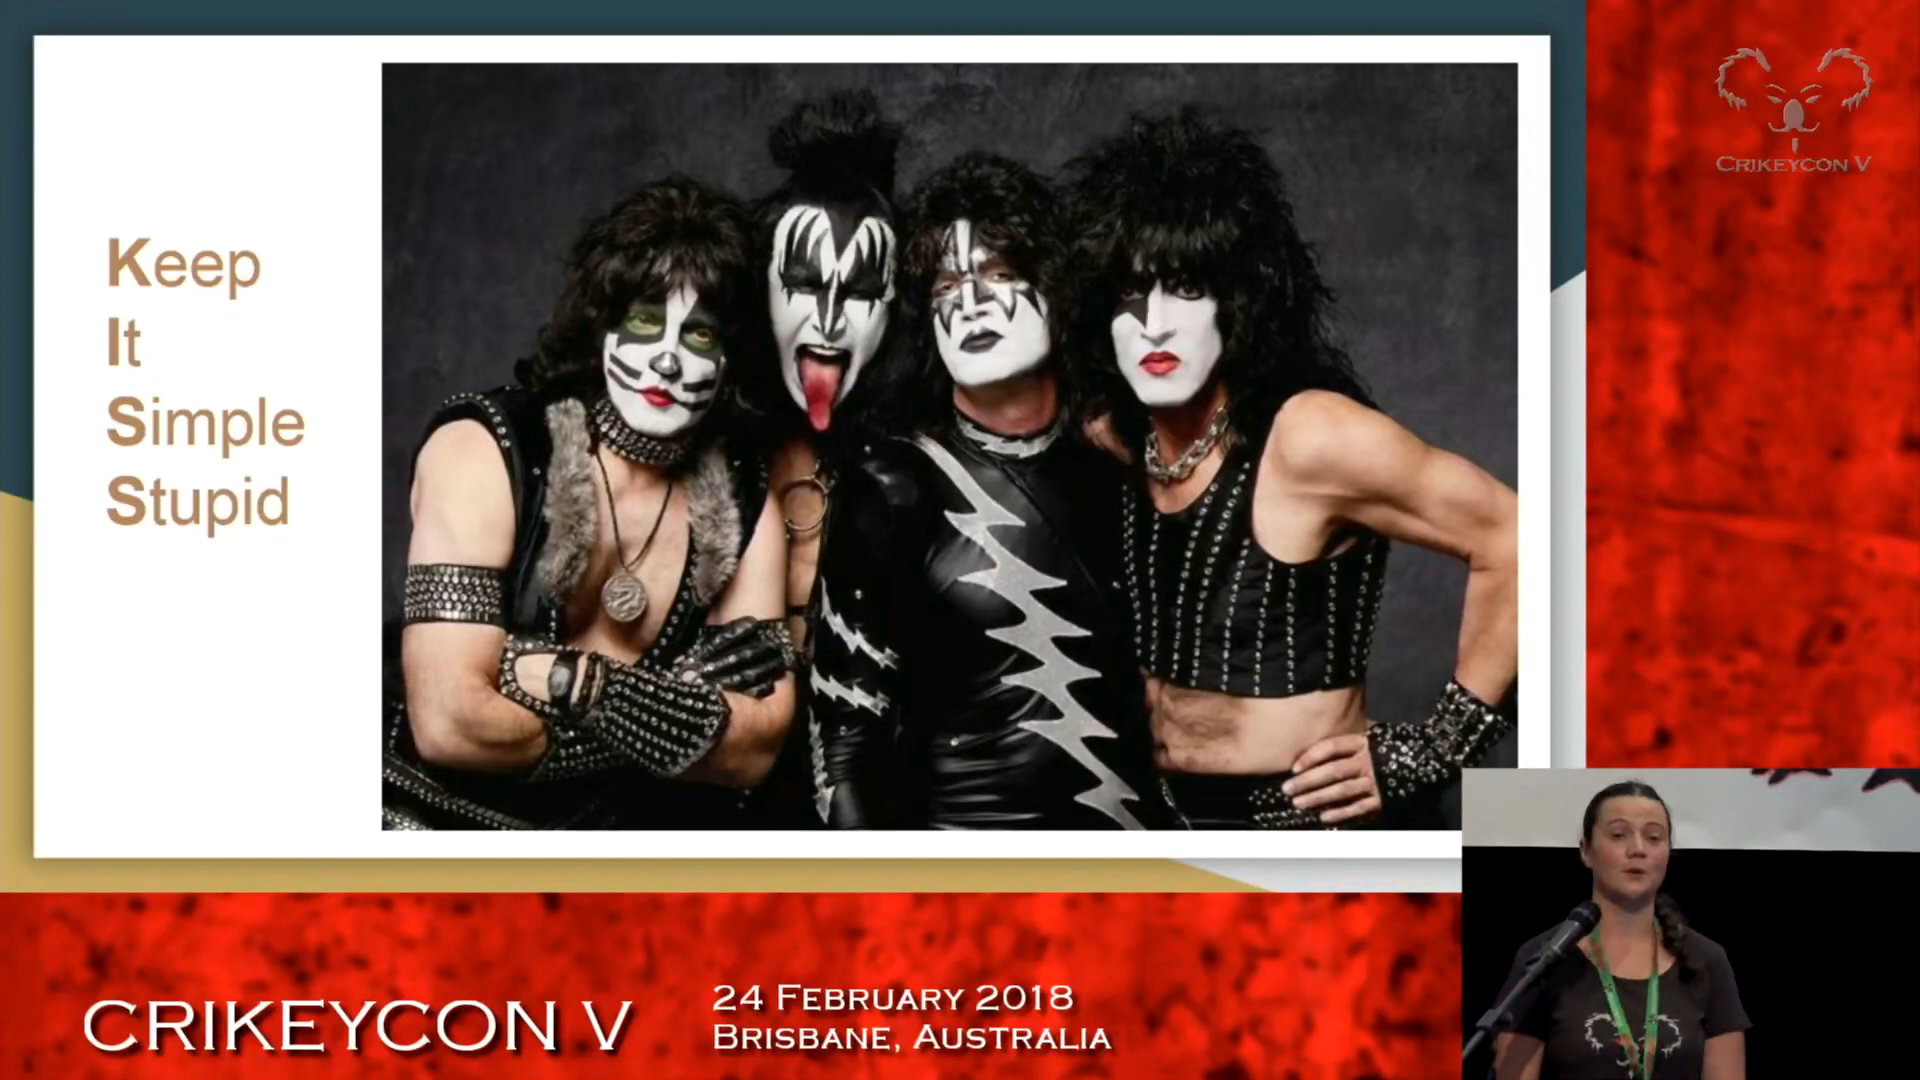 Keep
It
Simple
Stupid
CRIKEYCON V
CRIKEYCON V
24 FEBRUARY 2018
BRISBANE, AUSTRALIA